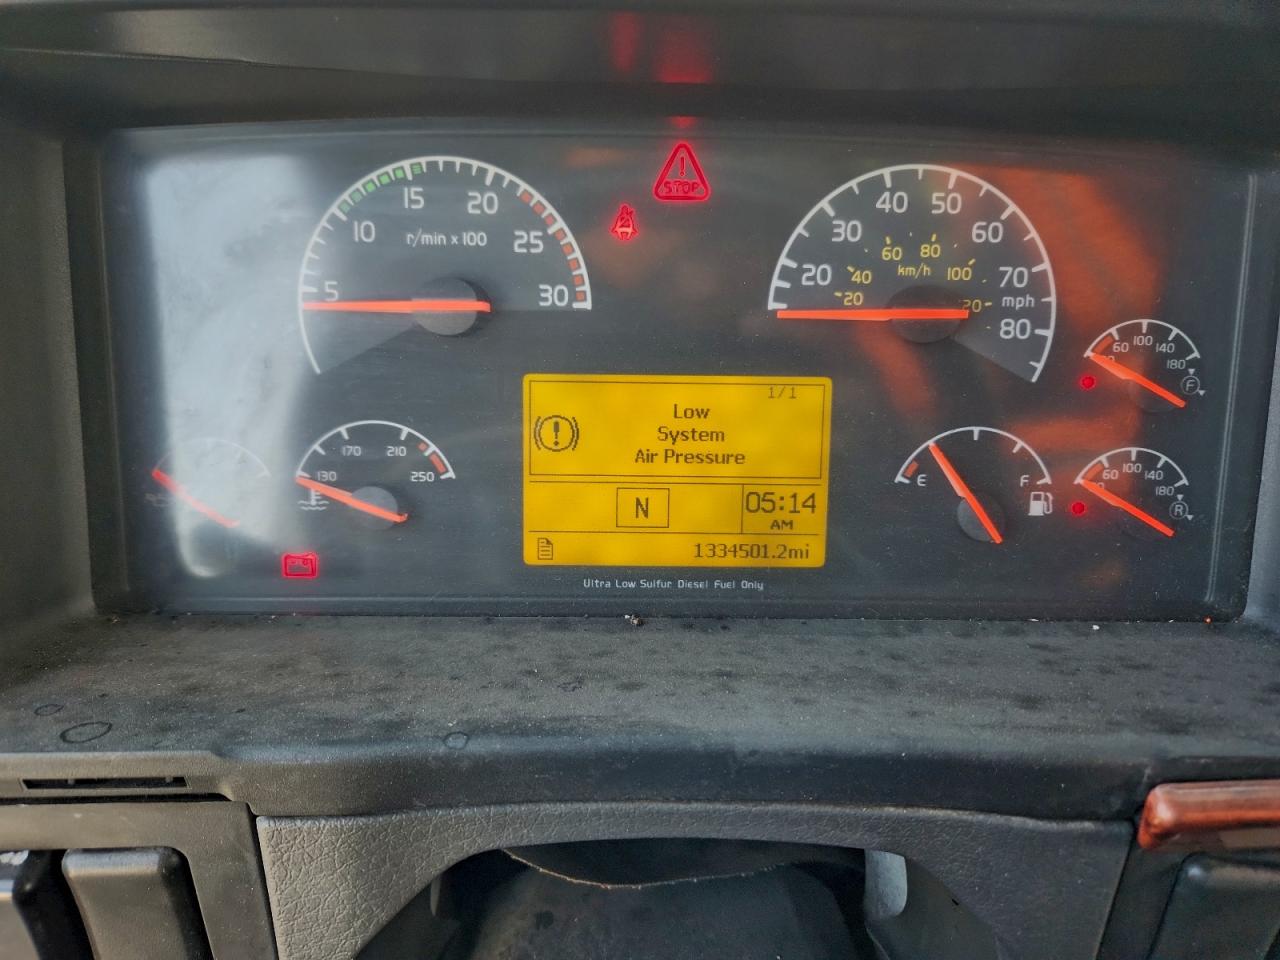 STOP
5
10
15
20
25
30
r/min x 100
20
30
40
50
60
70
80
mph
20
40
60
80
100
km/h
60
100
140
180
F
130
170
210
250
1/1
Low
System
Air Pressure
N
05:14
AM
1334501.2mi
E
F
60
100
140
180
R
Ultra Low Sulfur Diesel Fuel Only